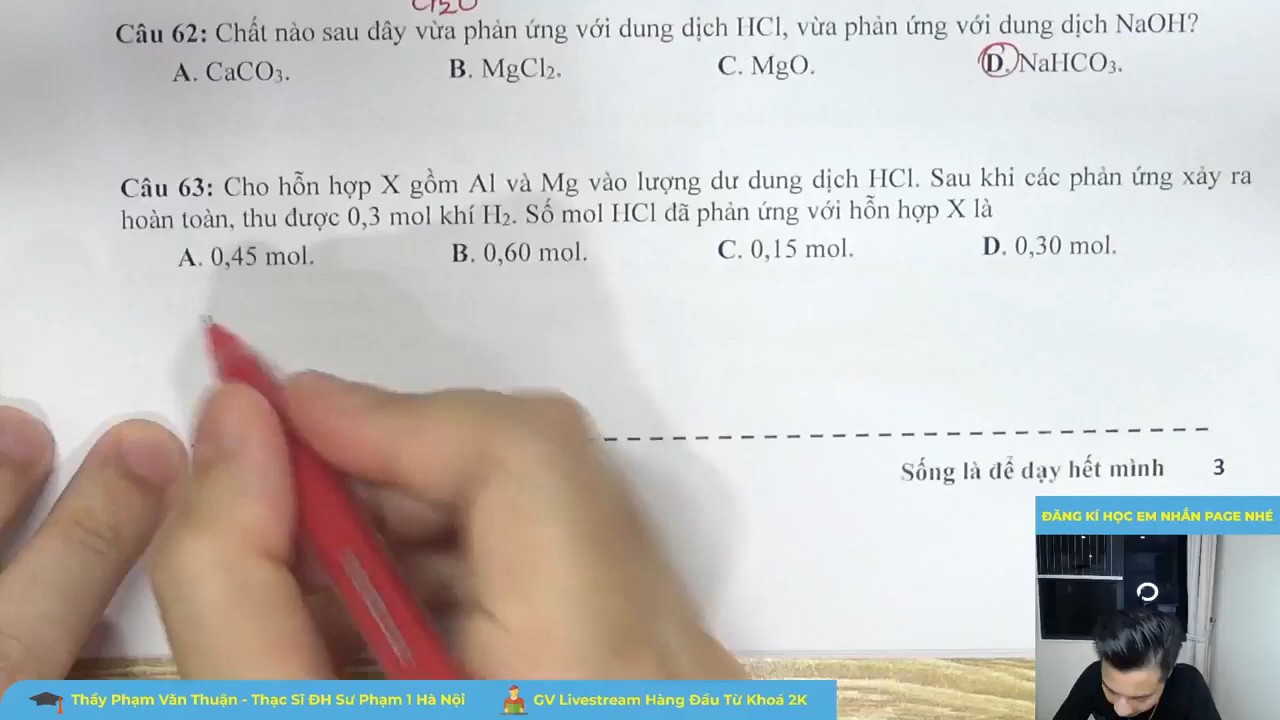 Câu 62: Chất nào sau đây vừa phản ứng với dung dịch HCl, vừa phản ứng với dung dịch NaOH?
A. CaCO₃. B. MgCl₂. C. MgO. D. NaHCO₃.
Câu 63: Cho hỗn hợp X gồm Al và Mg vào lượng dư dung dịch HCl. Sau khi các phản ứng xảy ra
hoàn toàn, thu được 0,3 mol khí H₂. Số mol HCl đã phản ứng với hỗn hợp X là
A. 0,45 mol. B. 0,60 mol. C. 0,15 mol. D. 0,30 mol.
Sống là để dạy hết mình 3
ĐĂNG KÍ HỌC EM NHẮN PAGE NHÉ
Thầy Phạm Văn Thuận - Thạc Sĩ ĐH Sư Phạm 1 Hà Nội GV Livestream Hàng Đầu Từ Khoá 2K